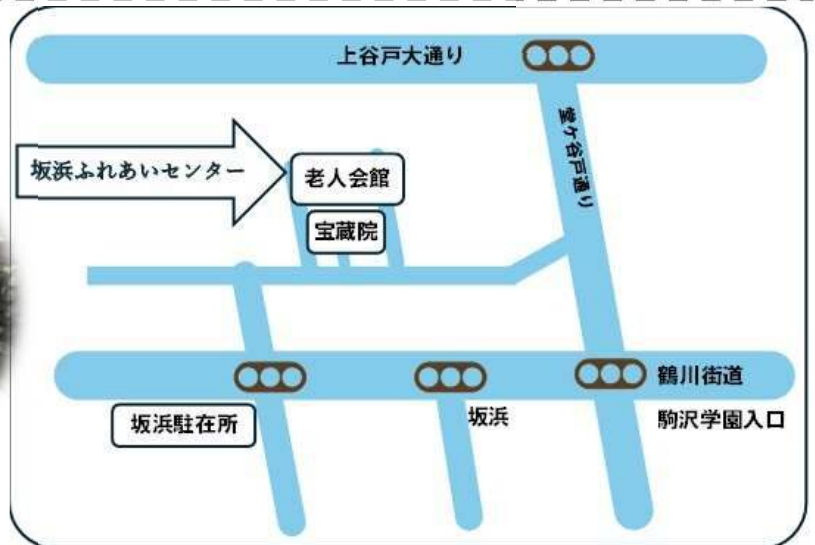 上谷戸大通り
堂ヶ谷戸通り
坂浜ふれあいセンター
老人会館
宝蔵院
鶴川街道
坂浜駐在所
坂浜
駒沢学園入口